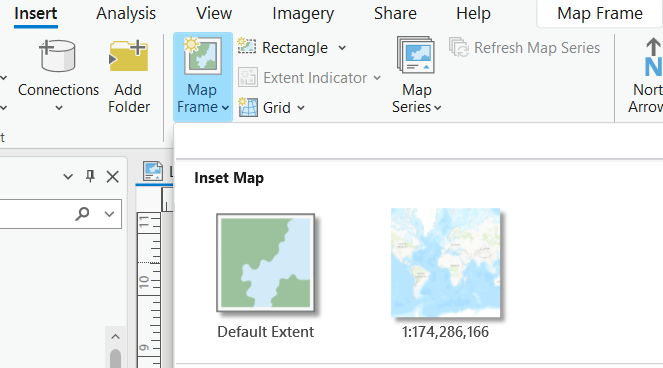 Insert Analysis View Imagery Share Help Map Frame
Connections
Add
Folder
Map
Frame
Rectangle
Extent Indicator
Grid
Map
Series
Refresh Map Series
Arrow
Inset Map
Default Extent
1:174,286,166
11
10
9